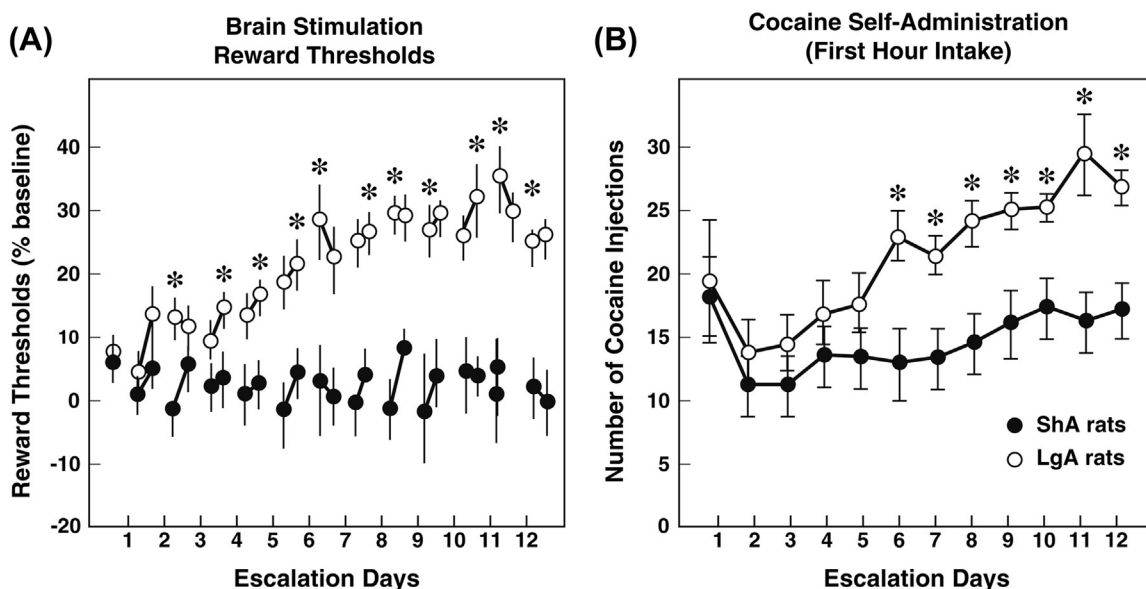 (A)
Brain Stimulation
Reward Thresholds
Reward Thresholds (% baseline)
40
30
20
10
0
-10
-20
* * * * * * * * * * * *
1 2 3 4 5 6 7 8 9 10 11 12
Escalation Days
(B)
Cocaine Self-Administration
(First Hour Intake)
Number of Cocaine Injections
30
25
20
15
10
5
0
* * * * * * *
ShA rats
LgA rats
1 2 3 4 5 6 7 8 9 10 11 12
Escalation Days